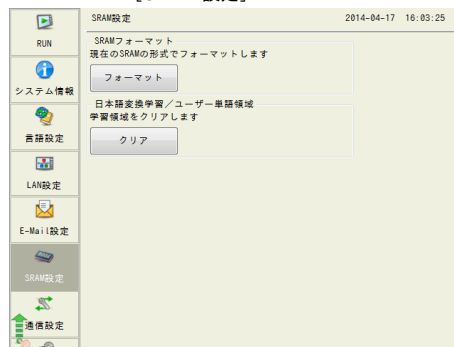 SRAM設定 2014-04-17 16:03:25
RUN
システム情報
言語設定
LAN設定
E-Mail設定
SRAM設定
通信設定
SRAMフォーマット
現在のSRAMの形式でフォーマットします
フォーマット
日本語変換学習／ユーザー単語領域
学習領域をクリアします
クリア